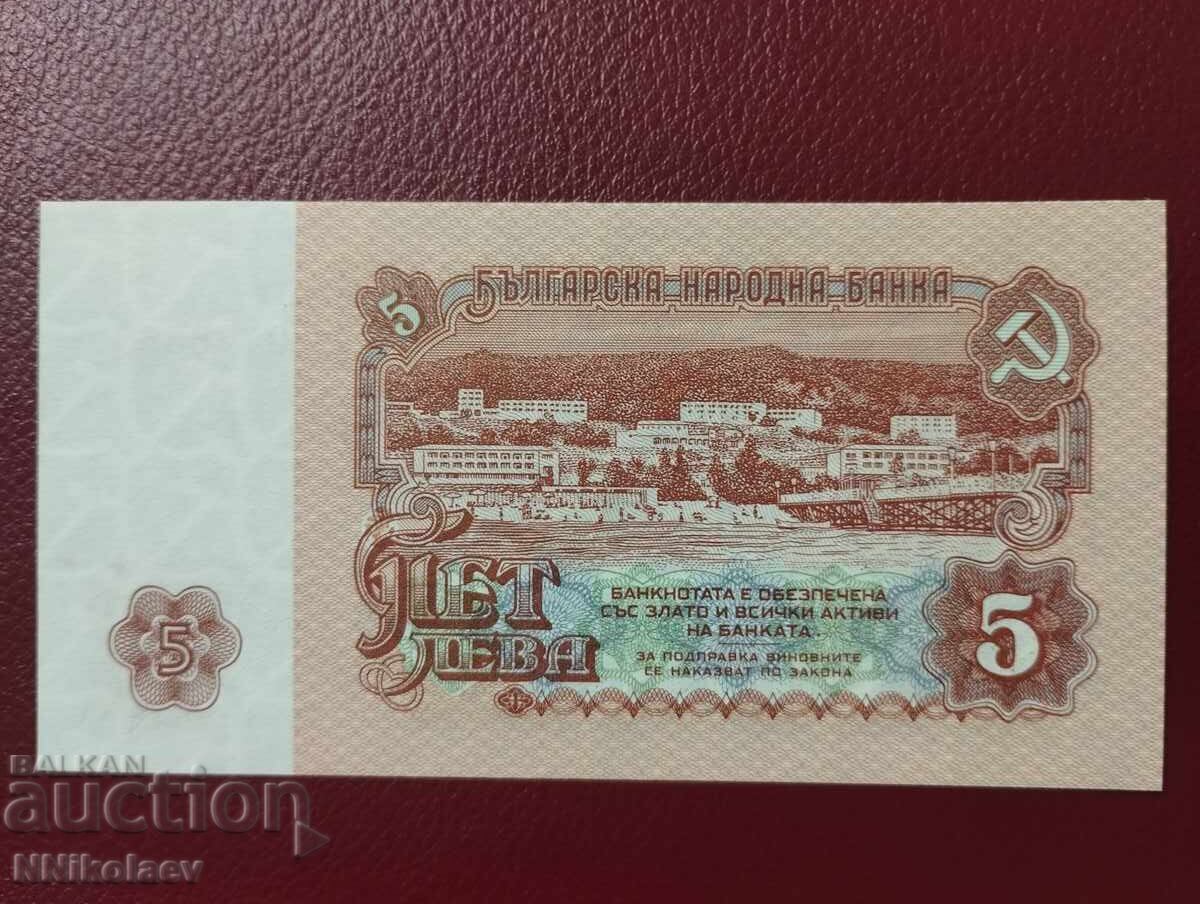 БЪЛГАРСКА НАРОДНА БАНКА
5
ПЕТ
ЛЕВА
БАНКНОТАТА Е ОБЕЗПЕЧЕНА
СЪС ЗЛАТО И ВСИЧКИ АКТИВИ
НА БАНКАТА.
ЗА ПОДПРАВКА ВИНОВНИТЕ
СЕ НАКАЗВАТ ПО ЗАКОНА
5
5
BALKAN
auction
NNikolaev